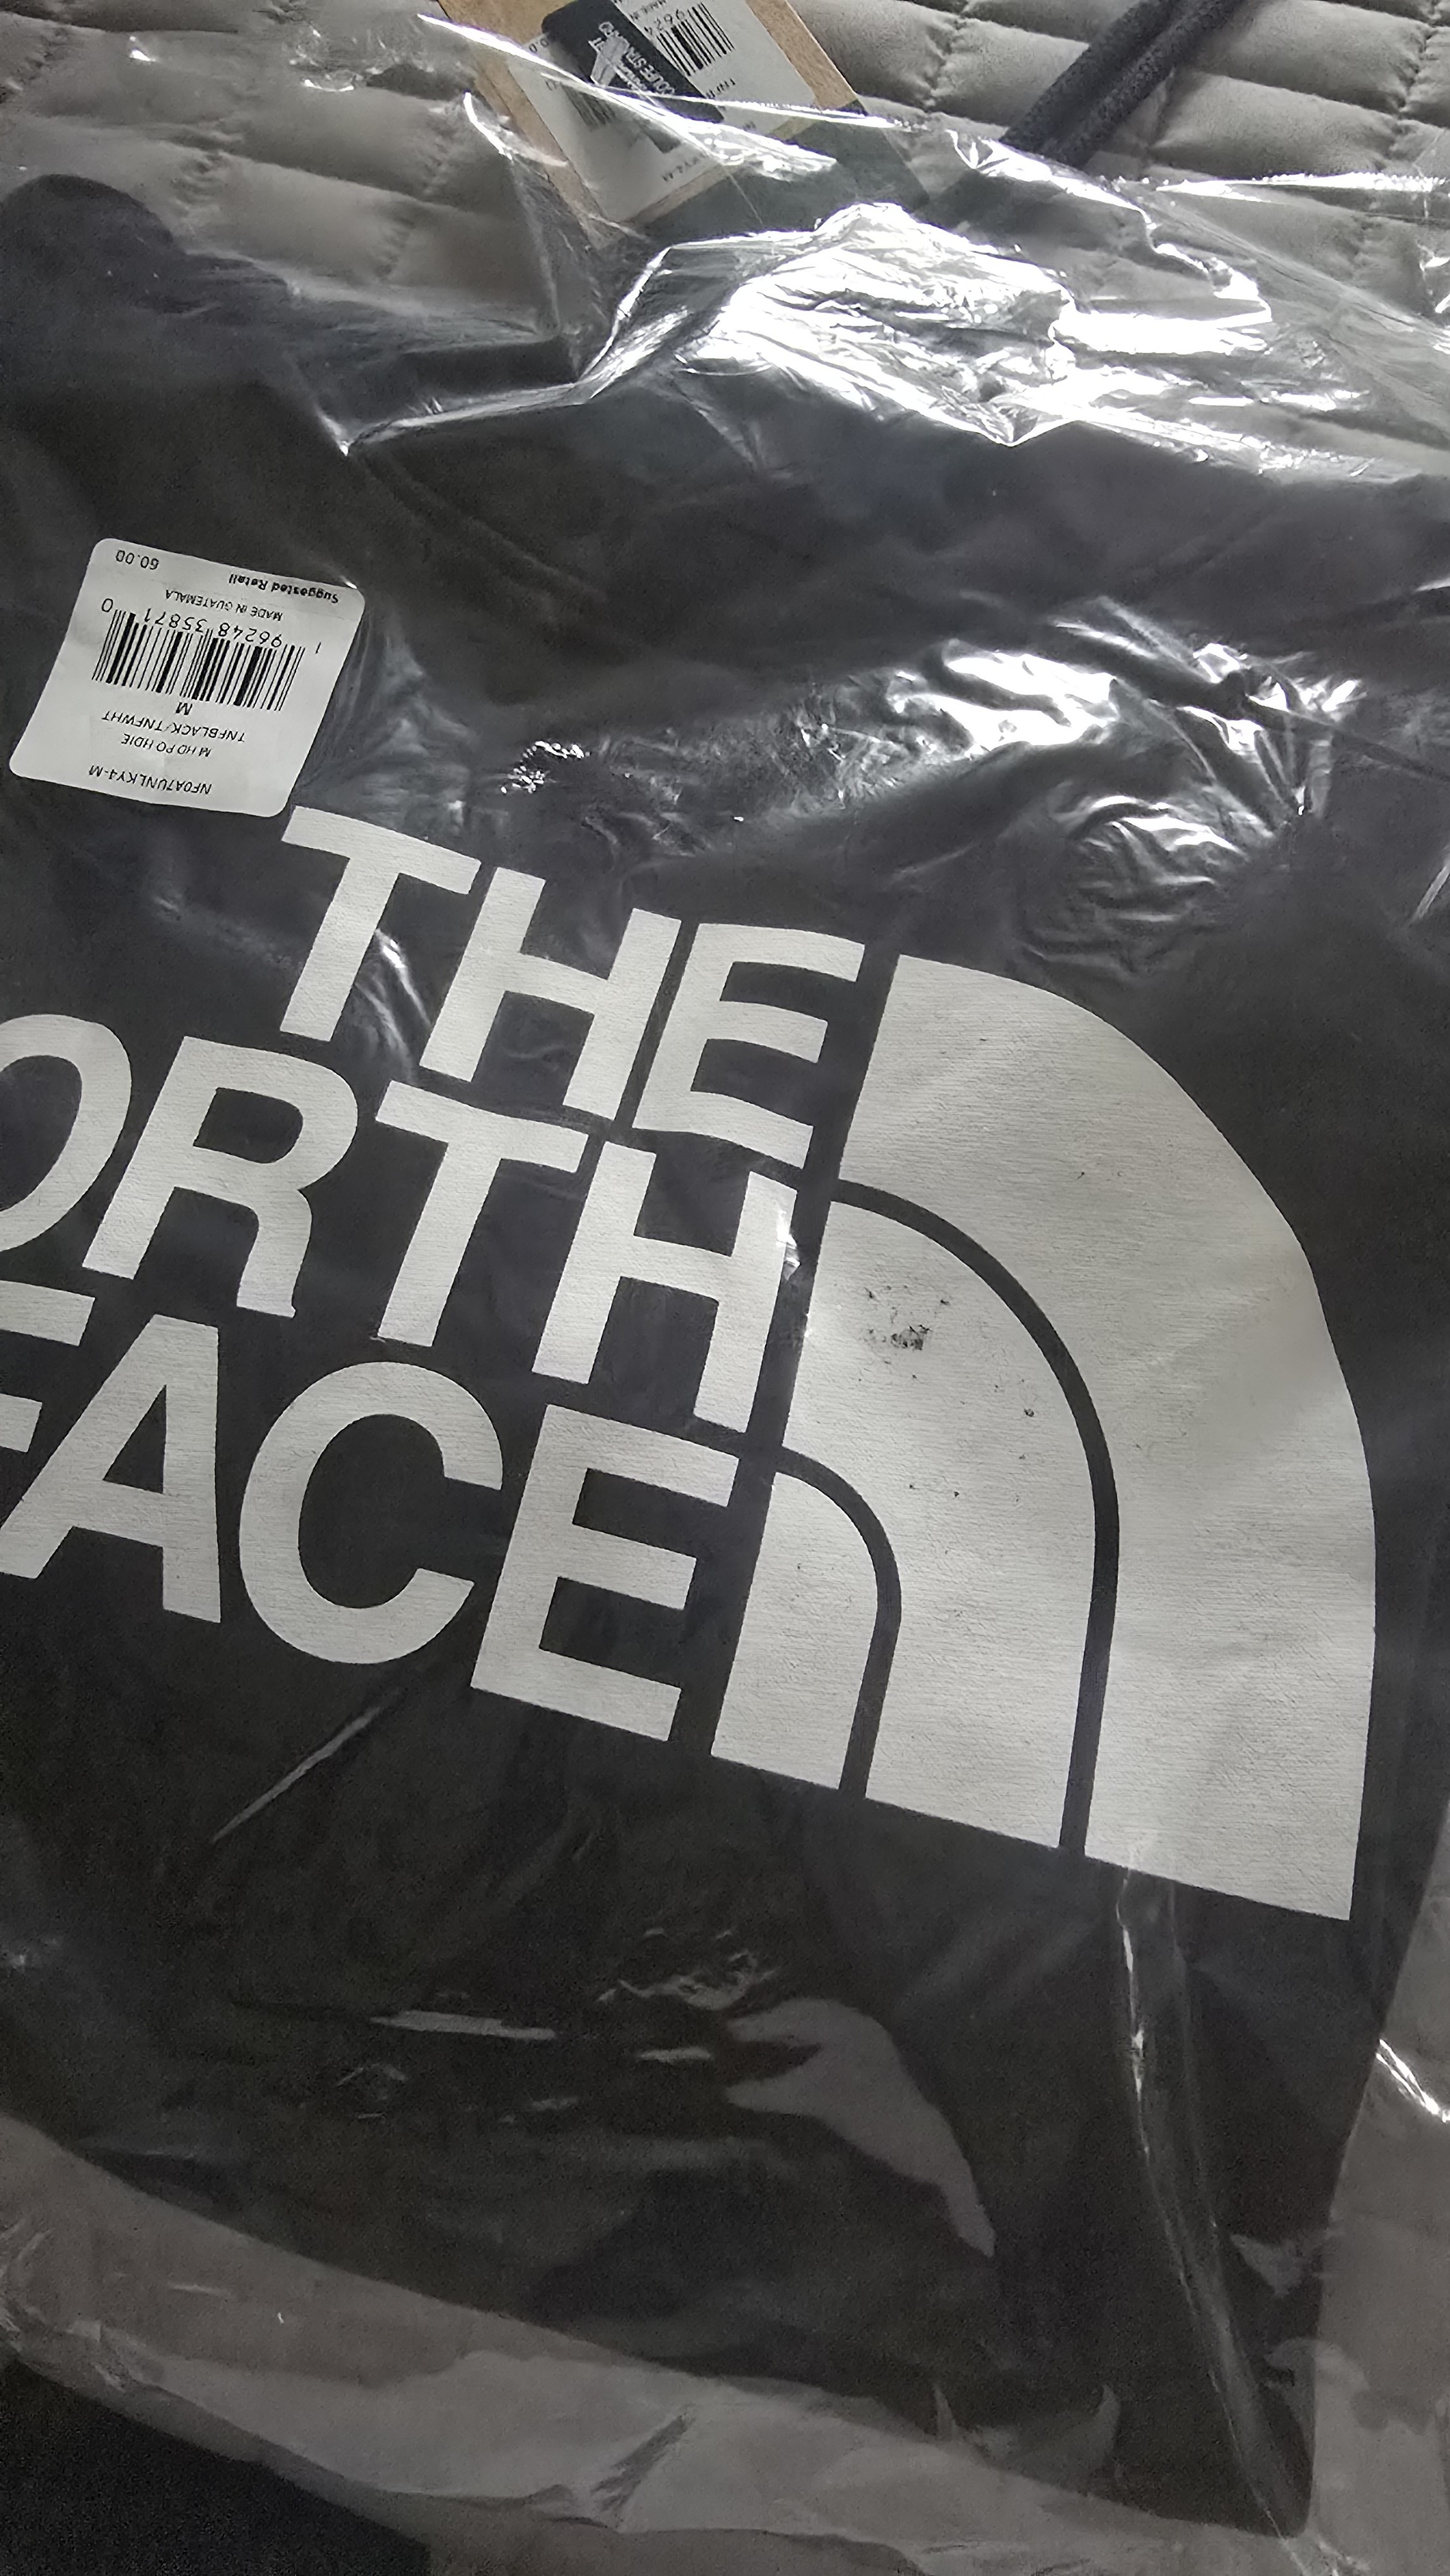 NF0A7UNLKY4-M
M HD PO HDIE
TNFBLACK/TNFWHT
M
1 96248 35871 0
MADE IN GUATEMALA
Suggested Retail 60.00
THE
ORTH
FACE